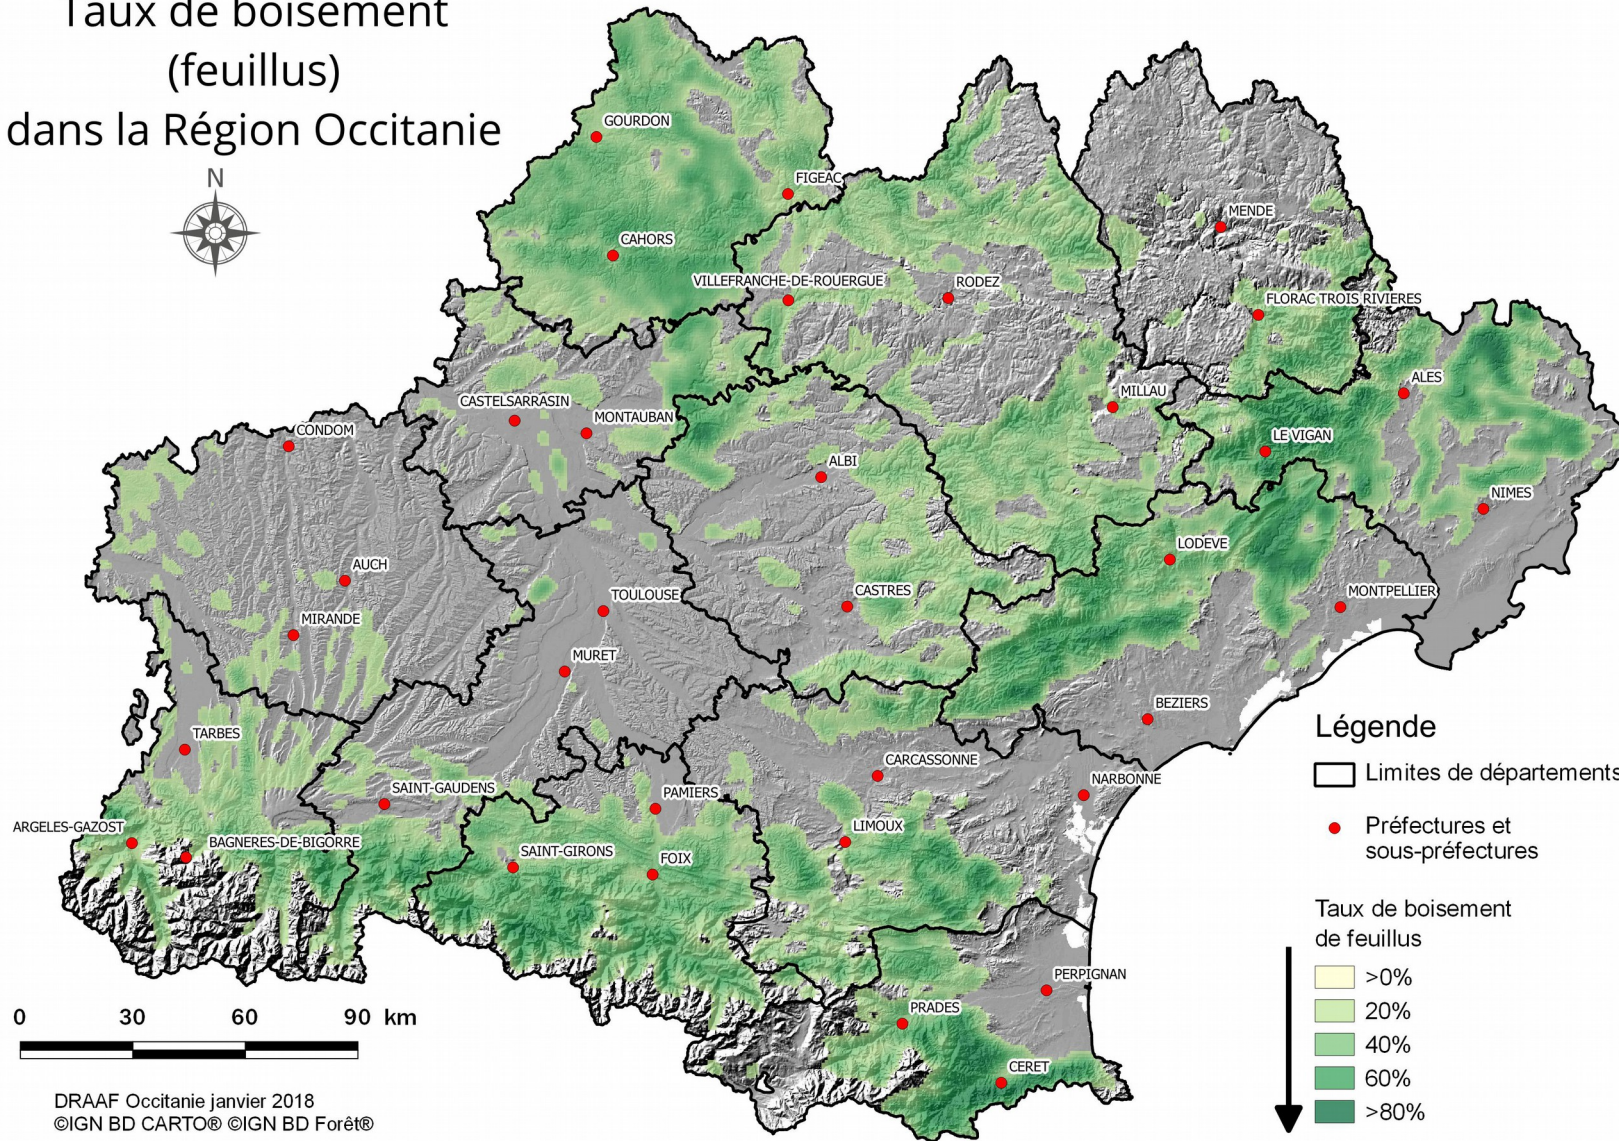 Taux de boisement
(feuillus)
dans la Région Occitanie
N
GOURDON
FIGEAC
CAHORS
MENDE
VILLEFRANCHE-DE-ROUERGUE
RODEZ
FLORAC TROIS RIVIERES
MILLAU
ALES
CASTELSARRASIN
MONTAUBAN
CONDOM
LE VIGAN
ALBI
NIMES
LODEVE
AUCH
TOULOUSE
CASTRES
MONTPELLIER
MIRANDE
MURET
BEZIERS
TARBES
CARCASSONNE
NARBONNE
SAINT-GAUDENS
PAMIERS
ARGELES-GAZOST
BAGNERES-DE-BIGORRE
LIMOUX
SAINT-GIRONS
FOIX
PERPIGNAN
PRADES
CERET
Légende
Limites de départements
Préfectures et
sous-préfectures
Taux de boisement
de feuillus
>0%
20%
40%
60%
>80%
0 30 60 90 km
DRAAF Occitanie janvier 2018
©IGN BD CARTO® ©IGN BD Forêt®